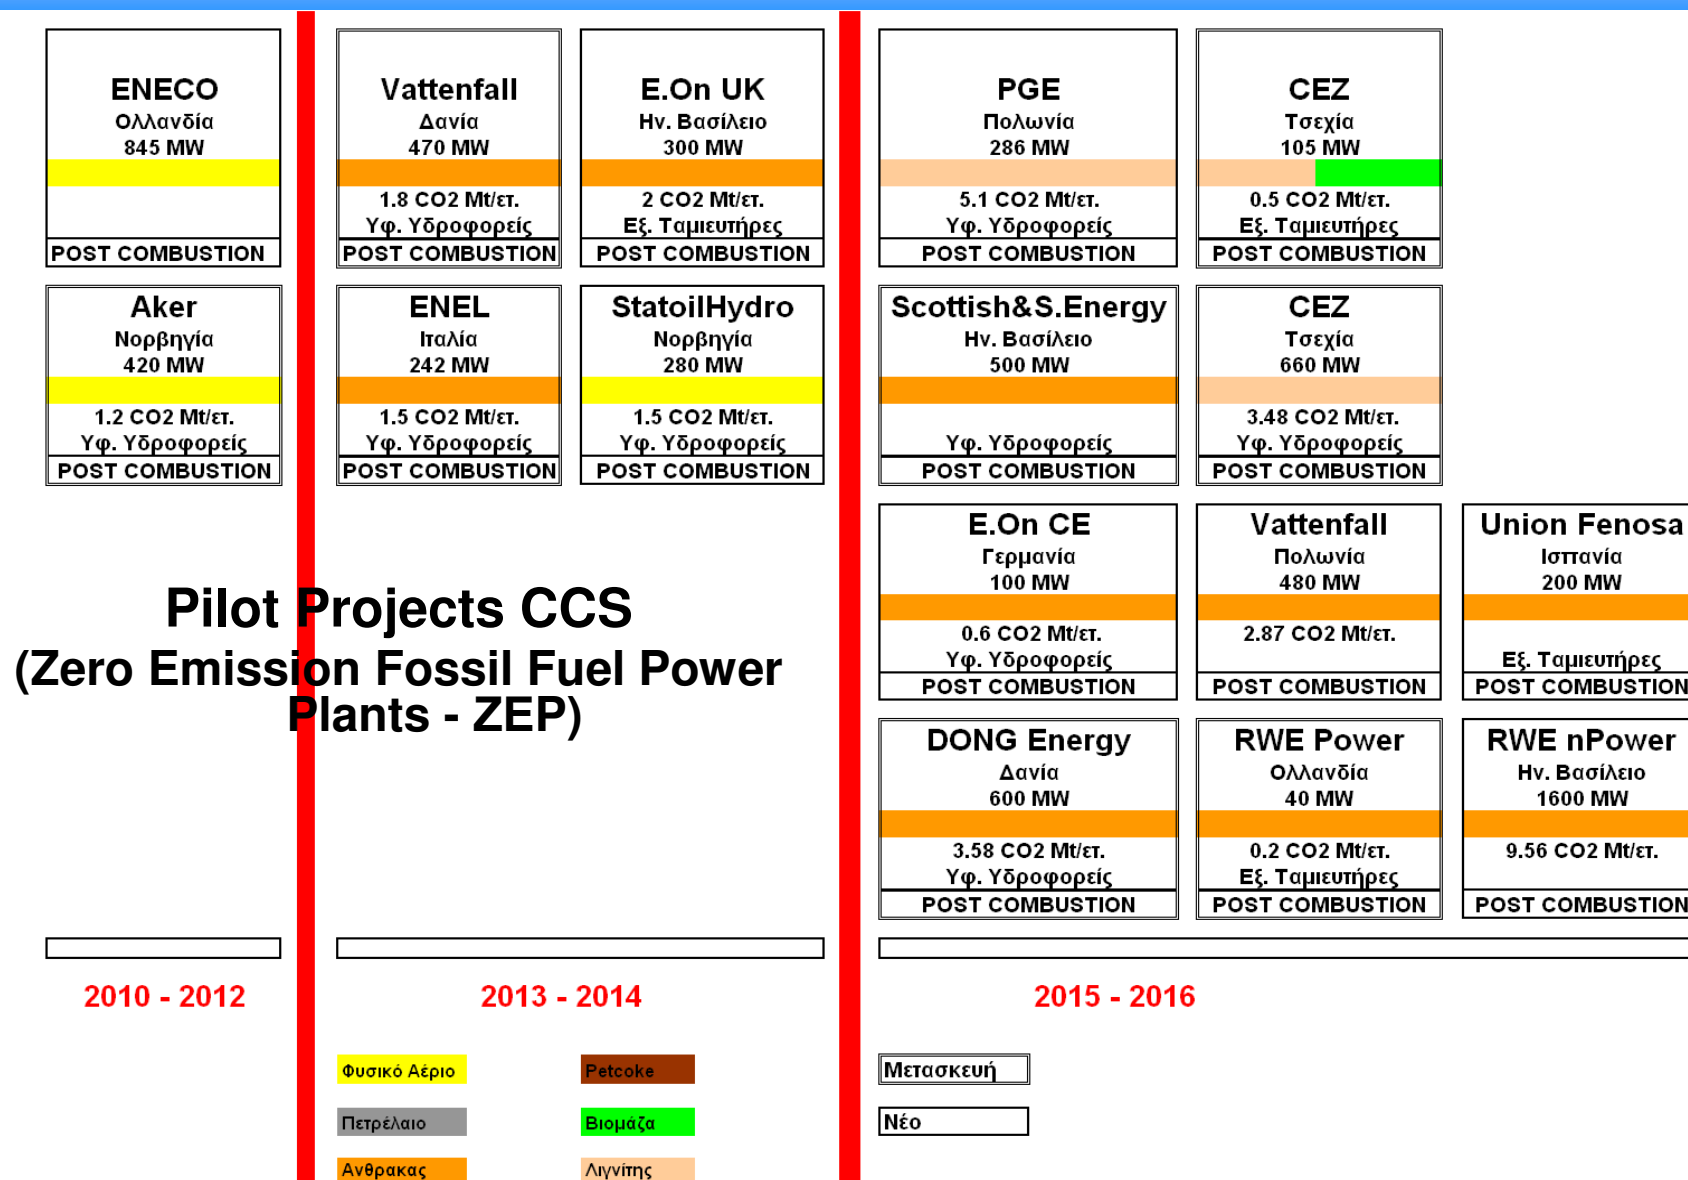 ENECO
Ολλανδία
845 MW
POST COMBUSTION
Vattenfall
Δανία
470 MW
1.8 CO2 Mt/ετ.
Υφ. Υδροφορείς
POST COMBUSTION
E.On UK
Ην. Βασίλειο
300 MW
2 CO2 Mt/ετ.
Εξ. Ταμιευτήρες
POST COMBUSTION
PGE
Πολωνία
286 MW
5.1 CO2 Mt/ετ.
Υφ. Υδροφορείς
POST COMBUSTION
CEZ
Τσεχία
105 MW
0.5 CO2 Mt/ετ.
Εξ. Ταμιευτήρες
POST COMBUSTION
Aker
Νορβηγία
420 MW
1.2 CO2 Mt/ετ.
Υφ. Υδροφορείς
POST COMBUSTION
ENEL
Ιταλία
242 MW
1.5 CO2 Mt/ετ.
Υφ. Υδροφορείς
POST COMBUSTION
StatoilHydro
Νορβηγία
280 MW
1.5 CO2 Mt/ετ.
Υφ. Υδροφορείς
POST COMBUSTION
Scottish&S.Energy
Ην. Βασίλειο
500 MW
Υφ. Υδροφορείς
POST COMBUSTION
CEZ
Τσεχία
660 MW
3.48 CO2 Mt/ετ.
Υφ. Υδροφορείς
POST COMBUSTION
Pilot Projects CCS
(Zero Emission Fossil Fuel Power
Plants - ZEP)
E.On CE
Γερμανία
100 MW
0.6 CO2 Mt/ετ.
Υφ. Υδροφορείς
POST COMBUSTION
Vattenfall
Πολωνία
480 MW
2.87 CO2 Mt/ετ.
POST COMBUSTION
Union Fenosa
Ισπανία
200 MW
Εξ. Ταμιευτήρες
POST COMBUSTION
DONG Energy
Δανία
600 MW
3.58 CO2 Mt/ετ.
Υφ. Υδροφορείς
POST COMBUSTION
RWE Power
Ολλανδία
40 MW
0.2 CO2 Mt/ετ.
Εξ. Ταμιευτήρες
POST COMBUSTION
RWE nPower
Ην. Βασίλειο
1600 MW
9.56 CO2 Mt/ετ.
POST COMBUSTION
2010 - 2012
2013 - 2014
2015 - 2016
Φυσικό Αέριο
Petcoke
Μετασκευή
Πετρέλαιο
Βιομάζα
Νέο
Ανθρακας
Λιγνίτης